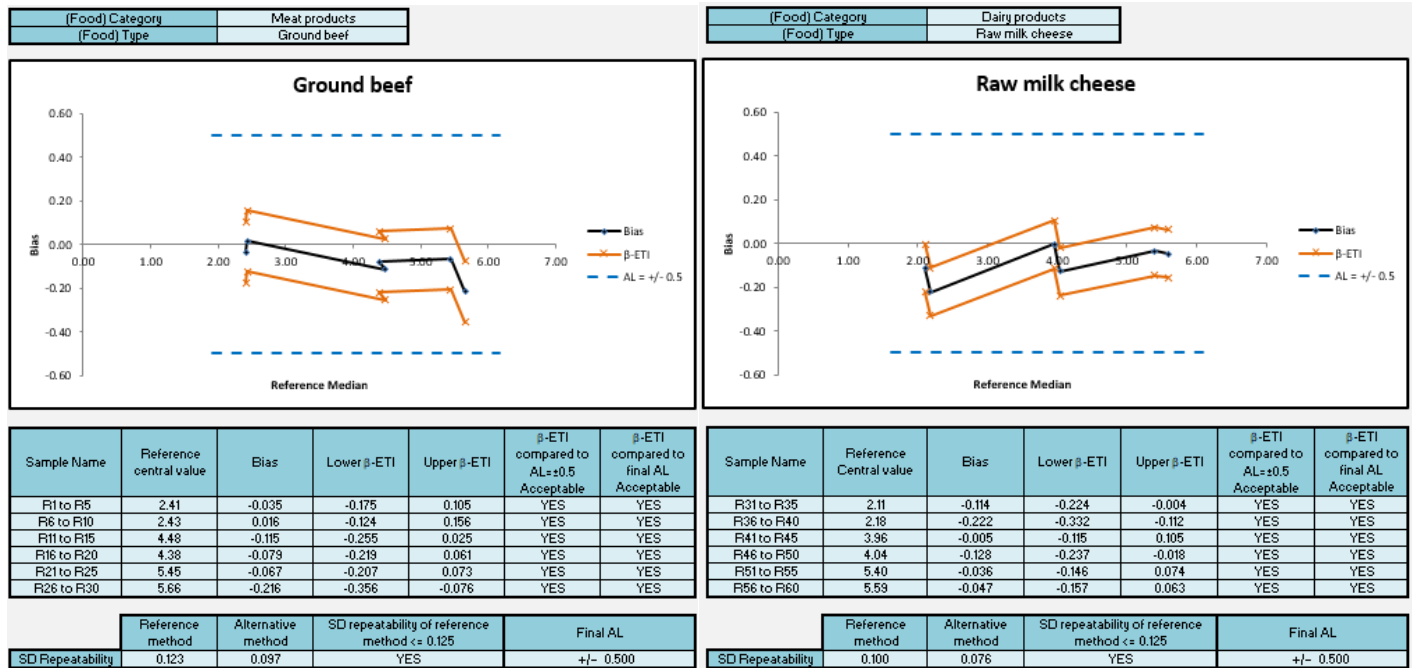 (Food) Category Meat products
(Food) Type Ground beef
Ground beef
0.60
0.40
0.20
0.00
-0.20
-0.40
-0.60
0.00 1.00 2.00 3.00 4.00 5.00 6.00 7.00
Bias
Reference Median
Bias
β-ETI
AL = +/- 0.5
Sample Name Reference central value Bias Lower β-ETI Upper β-ETI β-ETI compared to AL=±0.5 Acceptable β-ETI compared to final AL Acceptable
R1 to R5 2.41 -0.035 -0.175 0.105 YES YES
R6 to R10 2.43 0.016 -0.124 0.156 YES YES
R11 to R15 4.48 -0.115 -0.255 0.025 YES YES
R16 to R20 4.38 -0.079 -0.219 0.061 YES YES
R21 to R25 5.45 -0.067 -0.207 0.073 YES YES
R26 to R30 5.66 -0.216 -0.356 -0.076 YES YES
Reference method Alternative method SD repeatability of reference method <= 0.125 Final AL
SD Repeatability 0.123 0.097 YES +/- 0.500
(Food) Category Dairy products
(Food) Type Raw milk cheese
Raw milk cheese
0.60
0.40
0.20
0.00
-0.20
-0.40
-0.60
0.00 1.00 2.00 3.00 4.00 5.00 6.00 7.00
Bias
Reference Median
Bias
β-ETI
AL = +/- 0.5
Sample Name Reference Central value Bias Lower β-ETI Upper β-ETI β-ETI compared to AL=±0.5 Acceptable β-ETI compared to final AL Acceptable
R31 to R35 2.11 -0.114 -0.224 -0.004 YES YES
R36 to R40 2.18 -0.222 -0.332 -0.112 YES YES
R41 to R45 3.96 -0.005 -0.115 0.105 YES YES
R46 to R50 4.04 -0.128 -0.237 -0.018 YES YES
R51 to R55 5.40 -0.036 -0.146 0.074 YES YES
R56 to R60 5.59 -0.047 -0.157 0.063 YES YES
Reference method Alternative method SD repeatability of reference method <= 0.125 Final AL
SD Repeatability 0.100 0.076 YES +/- 0.500